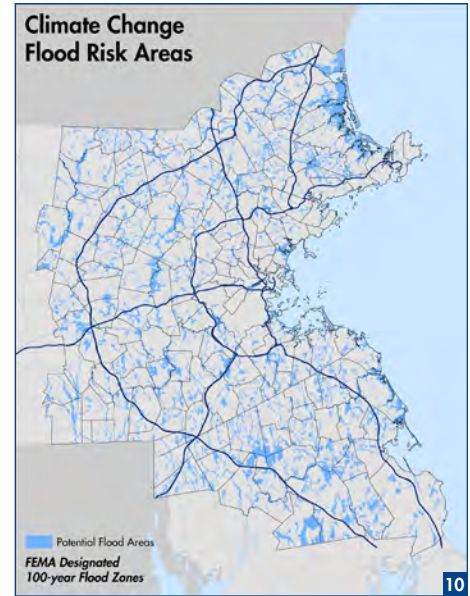 Climate Change
Flood Risk Areas
Potential Flood Areas
FEMA Designated
100-year Flood Zones
10